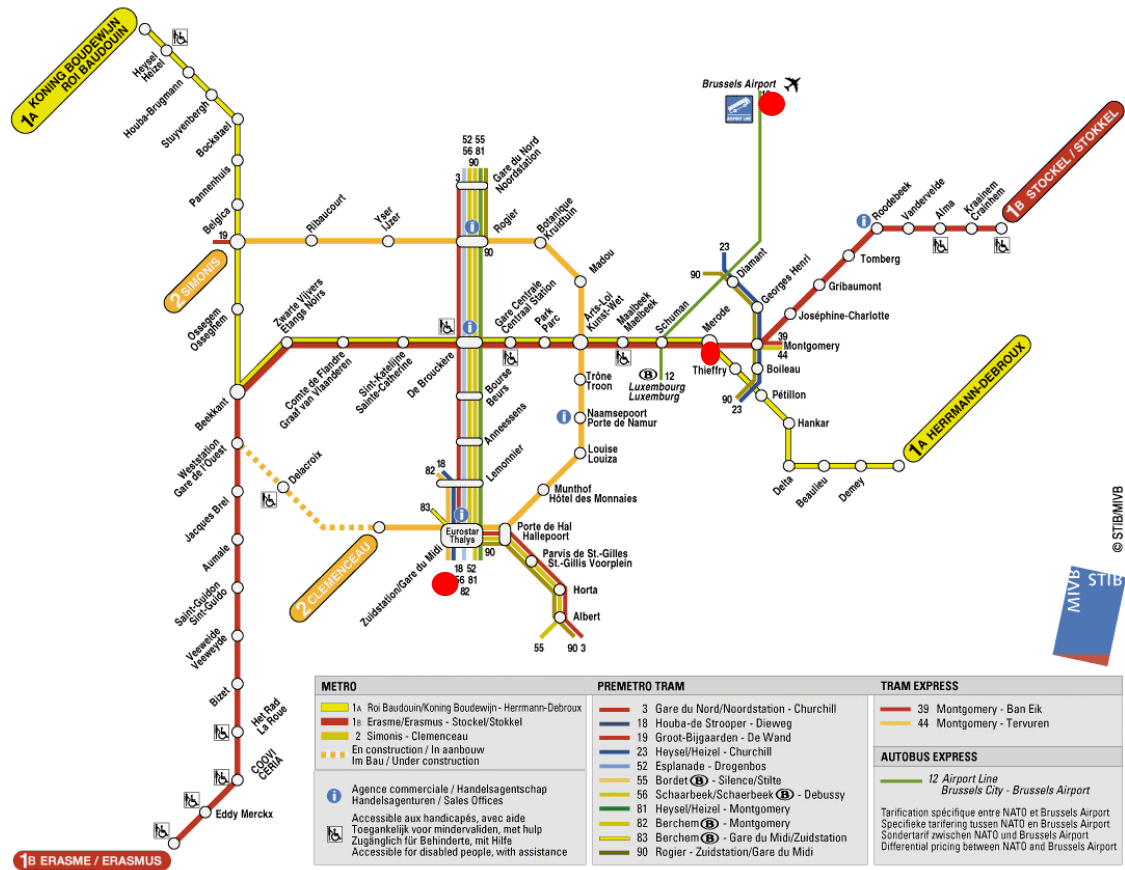 1A KONING BOUDEWIJN
ROI BAUDOUIN
Heysel
Heizel
Houba-Brugmann
Stuyvenbergh
Bockstael
Pannenhuis
Belgica
19
2 SIMONIS
Ribaucourt
Yser
IJzer
52 55
56 81
90
3
Gare du Nord
Noordstation
Rogier
90
Botanique
Kruidtuin
Madou
Brussels Airport
AIRPORT LINE
1B STOCKEL / STOKKEL
Roodebeek
Vandervelde
Alma
Kraainem
Crainhem
Tomberg
Gribaumont
Joséphine-Charlotte
23
90
Diamant
Georges Henri
Ossegem
Osseghem
Zwarte Vijvers
Etangs Noirs
Comte de Flandre
Graaf van Vlaanderen
Sint-Katelijne
Sainte-Catherine
De Brouckère
Gare Centrale
Centraal Station
Park
Parc
Arts-Loi
Kunst-Wet
Maalbeek
Maelbeek
Schuman
Merode
39
Montgomery
44
Thieffry
Boileau
B 12
Luxembourg
Luxemburg
90
23
Pétillon
Hankar
Delta
Beaulieu
Demey
1A HERRMANN-DEBROUX
Beekkant
Bourse
Beurs
Anneessens
Lemonnier
Trône
Troon
Naamsepoort
Porte de Namur
Louise
Louiza
Munthof
Hôtel des Monnaies
Weststation
Gare de l'Ouest
Delacroix
Jacques Brel
Aumale
Saint-Guidon
Sint-Guido
Veeweide
Veeweyde
Bizet
Het Rad
La Roue
COOVI
CERIA
Eddy Merckx
1B ERASME / ERASMUS
2 CLEMENCEAU
18
82
83
Eurostar
Thalys
Zuidstation/Gare du Midi
90
18 52
56 81
82
Porte de Hal
Hallepoort
Parvis de St.-Gilles
St.-Gillis Voorplein
Horta
Albert
55 90 3
© STIB/MIVB
MIVB STIB
METRO
1A Roi Baudoin/Koning Boudewijn - Herrmann-Debroux
1B Erasme/Erasmus - Stockel/Stokkel
2 Simonis - Clemenceau
En construction / In aanbouw
Im Bau / Under construction
Agence commerciale / Handelsagentschap
Handelsagenturen / Sales Offices
Accessible aux handicapés, avec aide
Toegankelijk voor mindervaliden, met hulp
Zugänglich für Behinderte, mit Hilfe
Accessible for disabled people, with assistance
PREMETRO TRAM
3 Gare du Nord/Noordstation - Churchill
18 Houba-de Strooper - Dieweg
19 Groot-Bijgaarden - De Wand
23 Heysel/Heizel - Churchill
52 Esplanade - Drogenbos
55 Bordet B - Silence/Stilte
56 Schaarbeek/Schaerbeek B - Debussy
81 Heysel/Heizel - Montgomery
82 Berchem B - Montgomery
83 Berchem B - Gare du Midi/Zuidstation
90 Rogier - Zuidstation/Gare du Midi
TRAM EXPRESS
39 Montgomery - Ban Eik
44 Montgomery - Tervuren
AUTOBUS EXPRESS
12 Airport Line
Brussels City - Brussels Airport
Tarification spécifique entre NATO et Brussels Airport
Specifieke tarifering tussen NATO en Brussels Airport
Sondertarif zwischen NATO und Brussels Airport
Differential pricing between NATO and Brussels Airport